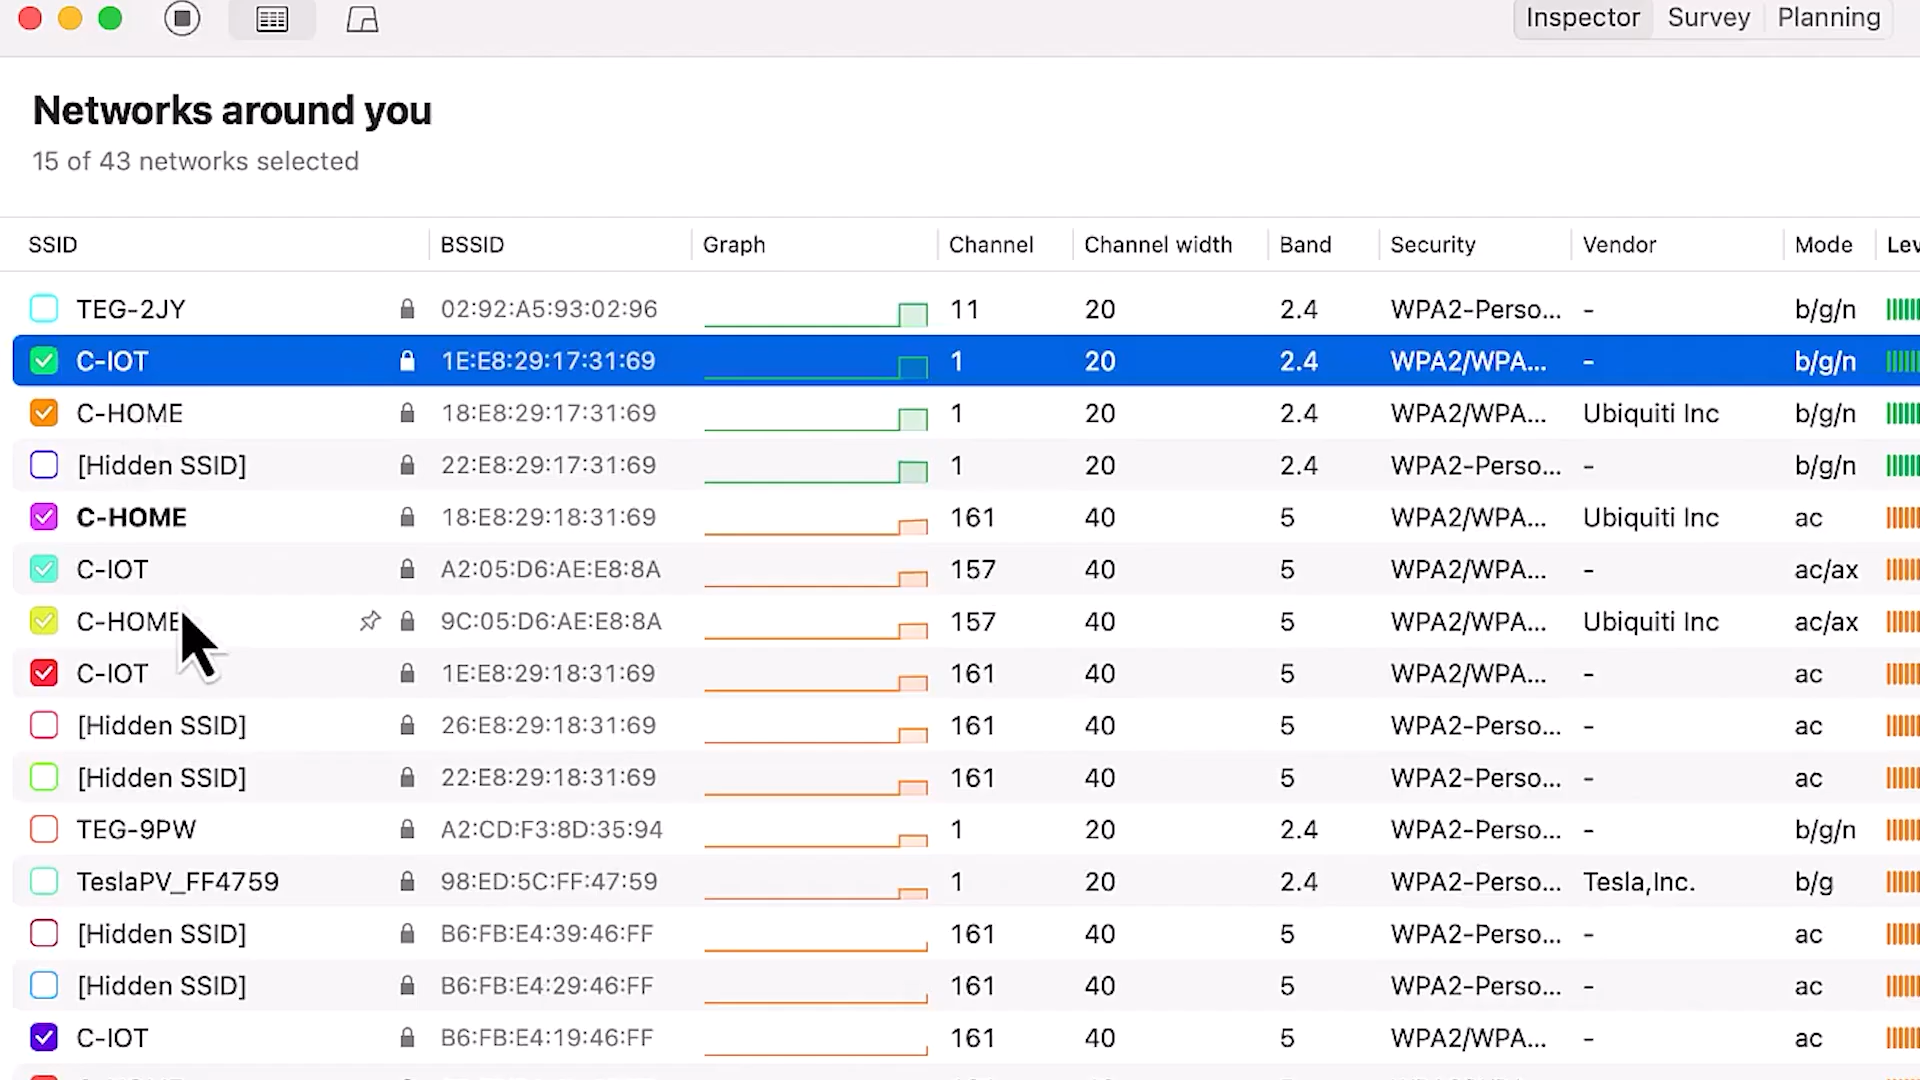 Inspector Survey Planning
Networks around you
15 of 43 networks selected
SSID BSSID Graph Channel Channel width Band Security Vendor Mode Lev
TEG-2JY 02:92:A5:93:02:96 11 20 2.4 WPA2-Perso... - b/g/n
C-IOT 1E:E8:29:17:31:69 1 20 2.4 WPA2/WPA... - b/g/n
C-HOME 18:E8:29:17:31:69 1 20 2.4 WPA2/WPA... Ubiquiti Inc b/g/n
[Hidden SSID] 22:E8:29:17:31:69 1 20 2.4 WPA2-Perso... - b/g/n
C-HOME 18:E8:29:18:31:69 161 40 5 WPA2/WPA... Ubiquiti Inc ac
C-IOT A2:05:D6:AE:E8:8A 157 40 5 WPA2/WPA... - ac/ax
C-HOME 9C:05:D6:AE:E8:8A 157 40 5 WPA2/WPA... Ubiquiti Inc ac/ax
C-IOT 1E:E8:29:18:31:69 161 40 5 WPA2/WPA... - ac
[Hidden SSID] 26:E8:29:18:31:69 161 40 5 WPA2-Perso... - ac
[Hidden SSID] 22:E8:29:18:31:69 161 40 5 WPA2-Perso... - ac
TEG-9PW A2:CD:F3:8D:35:94 1 20 2.4 WPA2-Perso... - b/g/n
TeslaPV_FF4759 98:ED:5C:FF:47:59 1 20 2.4 WPA2-Perso... Tesla,Inc. b/g
[Hidden SSID] B6:FB:E4:39:46:FF 161 40 5 WPA2-Perso... - ac
[Hidden SSID] B6:FB:E4:29:46:FF 161 40 5 WPA2-Perso... - ac
C-IOT B6:FB:E4:19:46:FF 161 40 5 WPA2/WPA... - ac